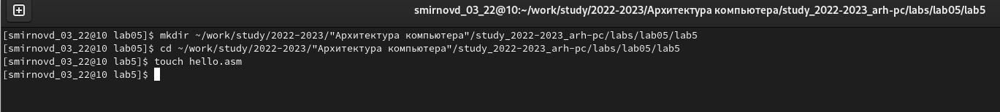 smirnovd_03_22@10:~/work/study/2022-2023/Архитектура компьютера/study_2022-2023_arh-pc/labs/lab05/lab5
[smirnovd_03_22@10 lab05]$ mkdir ~/work/study/2022-2023/"Архитектура компьютера"/study_2022-2023_arh-pc/labs/lab05/lab5
[smirnovd_03_22@10 lab05]$ cd ~/work/study/2022-2023/"Архитектура компьютера"/study_2022-2023_arh-pc/labs/lab05/lab5
[smirnovd_03_22@10 lab5]$ touch hello.asm
[smirnovd_03_22@10 lab5]$